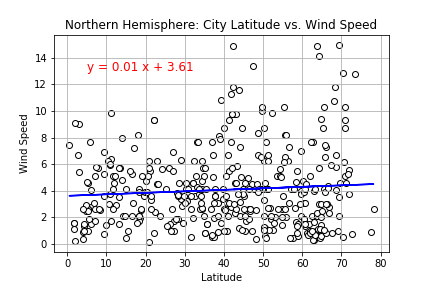 Northern Hemisphere: City Latitude vs. Wind Speed
y = 0.01 x + 3.61
Wind Speed
14
12
10
8
6
4
2
0
0 10 20 30 40 50 60 70 80
Latitude